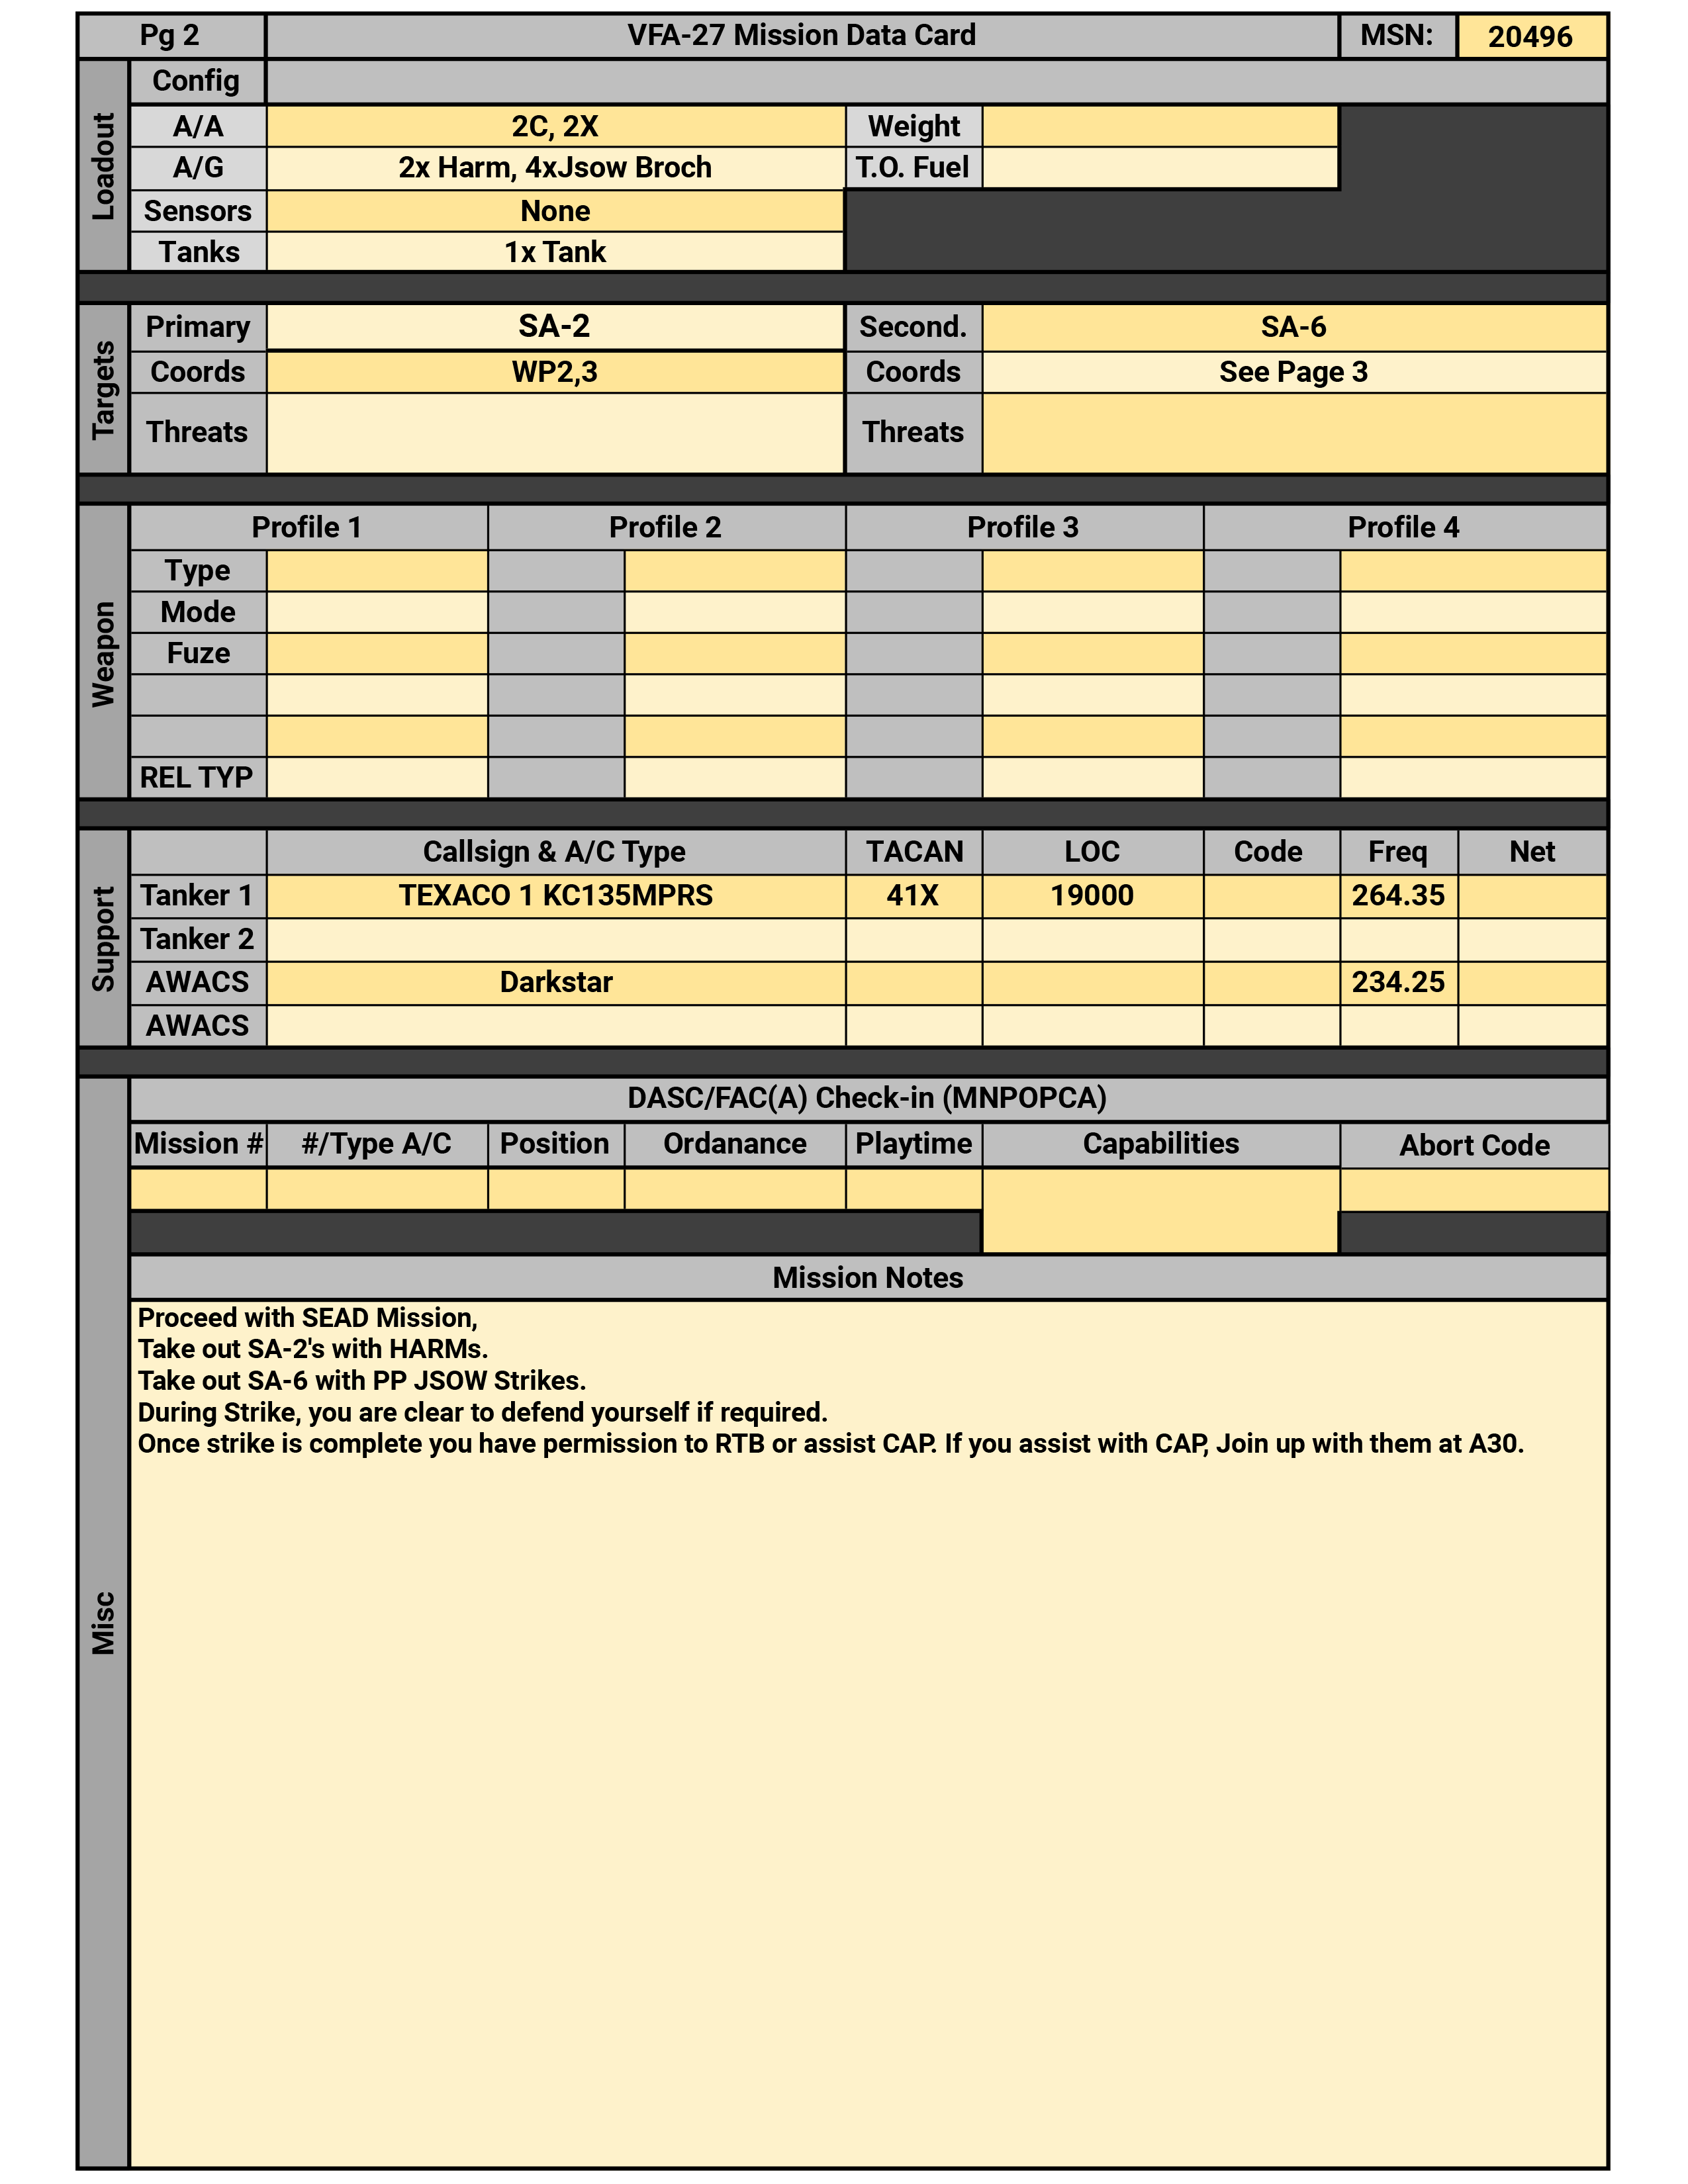 Pg 2 VFA-27 Mission Data Card MSN: 20496
Loadout
Config
A/A 2C, 2X Weight
A/G 2x Harm, 4xJsow Broch T.O. Fuel
Sensors None
Tanks 1x Tank
Targets
Primary SA-2 Second. SA-6
Coords WP2,3 Coords See Page 3
Threats Threats
Weapon
Profile 1 Profile 2 Profile 3 Profile 4
Type
Mode
Fuze
REL TYP
Support
Callsign & A/C Type TACAN LOC Code Freq Net
Tanker 1 TEXACO 1 KC135MPRS 41X 19000 264.35
Tanker 2
AWACS Darkstar 234.25
AWACS
Misc
DASC/FAC(A) Check-in (MNPOPCA)
Mission # #/Type A/C Position Ordanance Playtime Capabilities Abort Code
Mission Notes
Proceed with SEAD Mission,
Take out SA-2's with HARMs.
Take out SA-6 with PP JSOW Strikes.
During Strike, you are clear to defend yourself if required.
Once strike is complete you have permission to RTB or assist CAP. If you assist with CAP, Join up with them at A30.